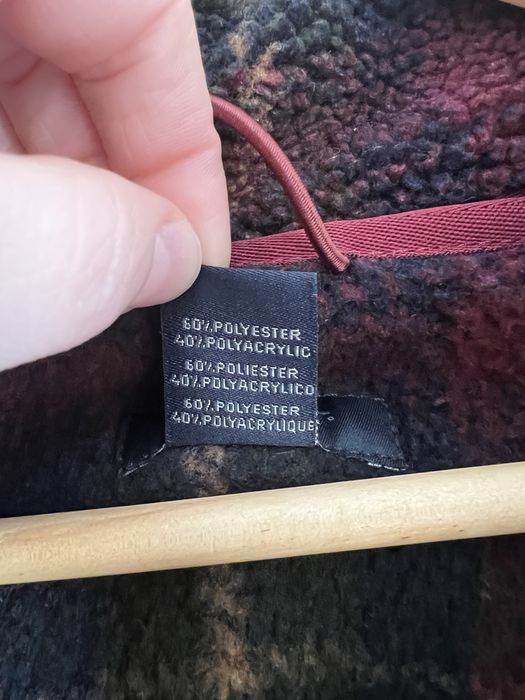 60% POLYESTER
40% POLYACRYLIC
60% POLIESTER
40% POLYACRYLICO
60% POLYESTER
40% POLYACRYLIQUE